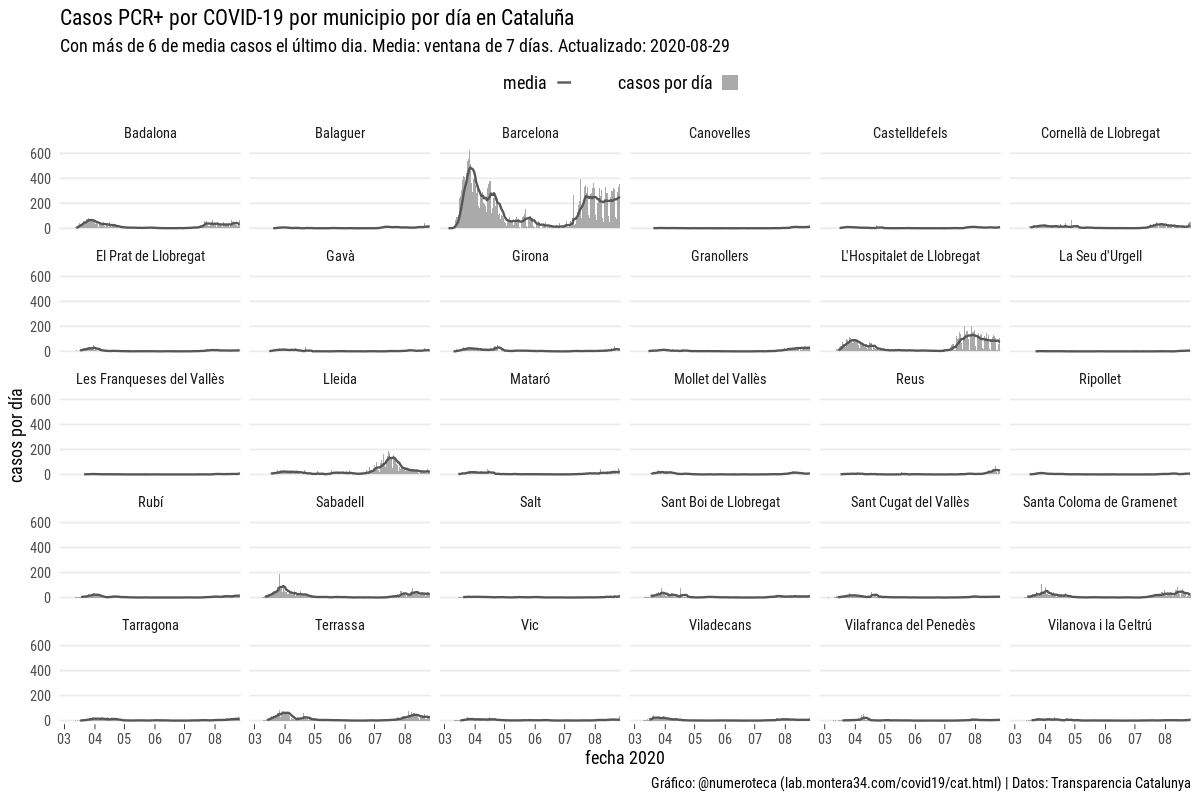 Casos PCR+ por COVID-19 por municipio por día en Cataluña
Con más de 6 de media casos el último dia. Media: ventana de 7 días. Actualizado: 2020-08-29
media casos por día
Badalona Balaguer Barcelona Canovelles Castelldefels Cornellà de Llobregat
600
400
200
0
El Prat de Llobregat Gavà Girona Granollers L'Hospitalet de Llobregat La Seu d'Urgell
600
400
200
0
Les Franqueses del Vallès Lleida Mataró Mollet del Vallès Reus Ripollet
600
400
200
0
casos por día
Rubí Sabadell Salt Sant Boi de Llobregat Sant Cugat del Vallès Santa Coloma de Gramenet
600
400
200
0
Tarragona Terrassa Vic Viladecans Vilafranca del Penedès Vilanova i la Geltrú
600
400
200
0
03 04 05 06 07 08 03 04 05 06 07 08 03 04 05 06 07 08 03 04 05 06 07 08 03 04 05 06 07 08 03 04 05 06 07 08
fecha 2020
Gráfico: @numeroteca (lab.montera34.com/covid19/cat.html) | Datos: Transparencia Catalunya